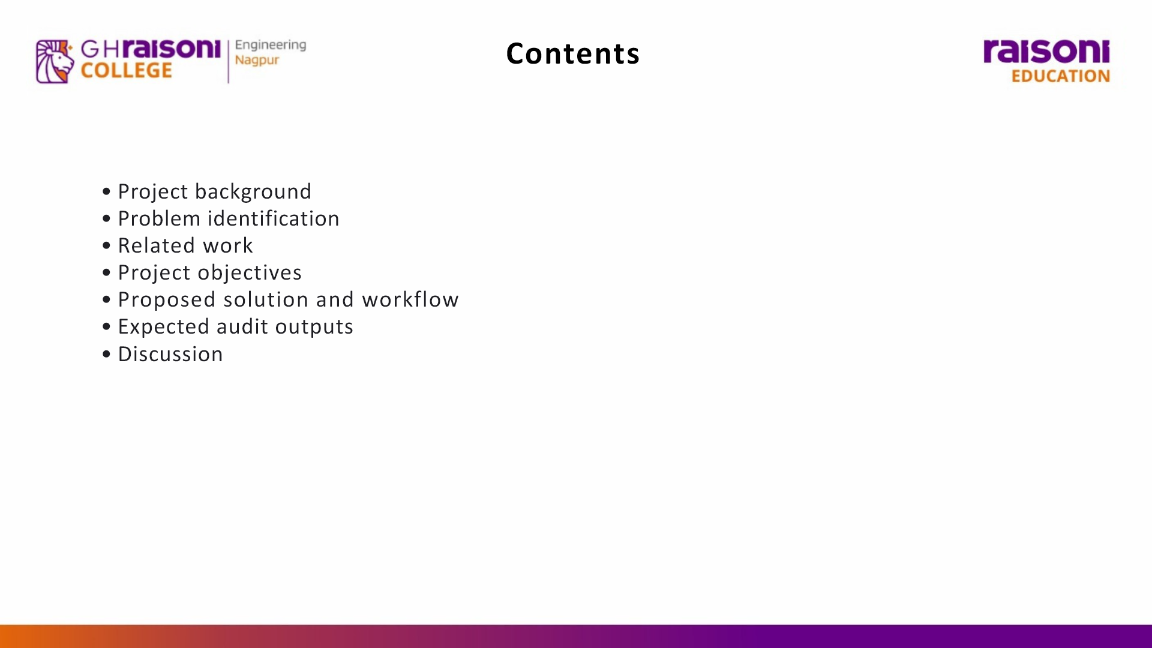 GHraisoni
COLLEGE
Engineering
Nagpur
Contents
raisoni
EDUCATION
• Project background
• Problem identification
• Related work
• Project objectives
• Proposed solution and workflow
• Expected audit outputs
• Discussion